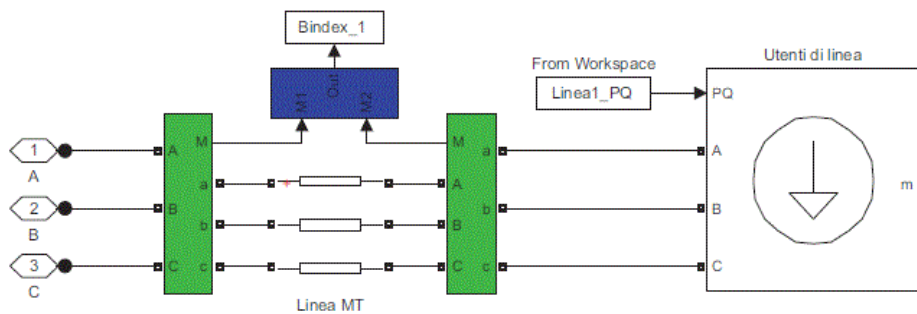 Bindex_1
Out
M1
M2
From Workspace
Linea1_PQ
Utenti di linea
PQ
m
1
A
2
B
3
C
A
B
C
M
a
b
c
M
A
B
C
a
b
c
A
B
C
Linea MT